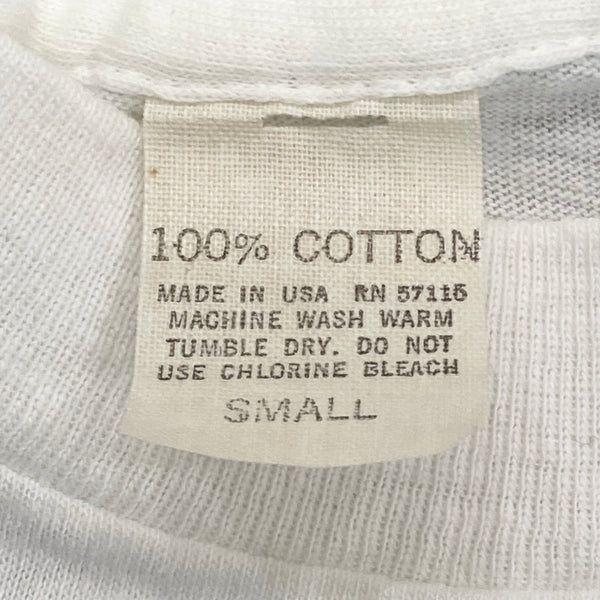 100% COTTON
MADE IN USA RN 57115
MACHINE WASH WARM
TUMBLE DRY. DO NOT
USE CHLORINE BLEACH
SMALL